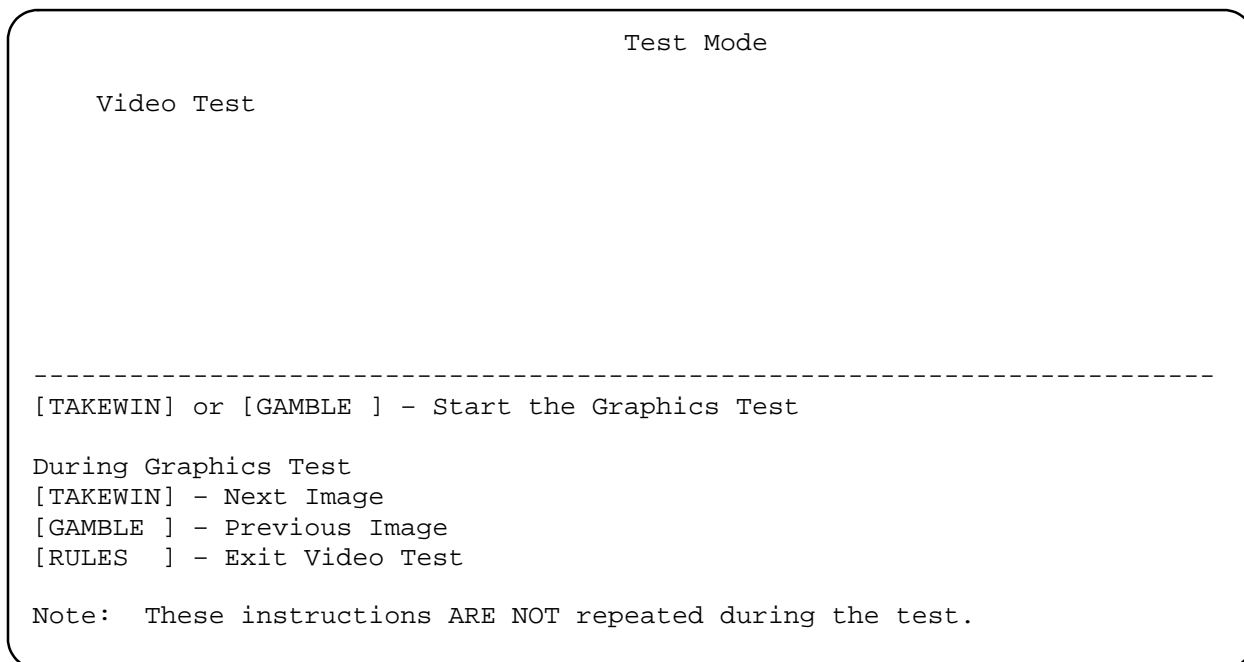 Test Mode
Video Test
--------------------------------------------------------------------------
[TAKEWIN] or [GAMBLE ] – Start the Graphics Test
During Graphics Test
[TAKEWIN] – Next Image
[GAMBLE ] – Previous Image
[RULES  ] – Exit Video Test
Note:  These instructions ARE NOT repeated during the test.